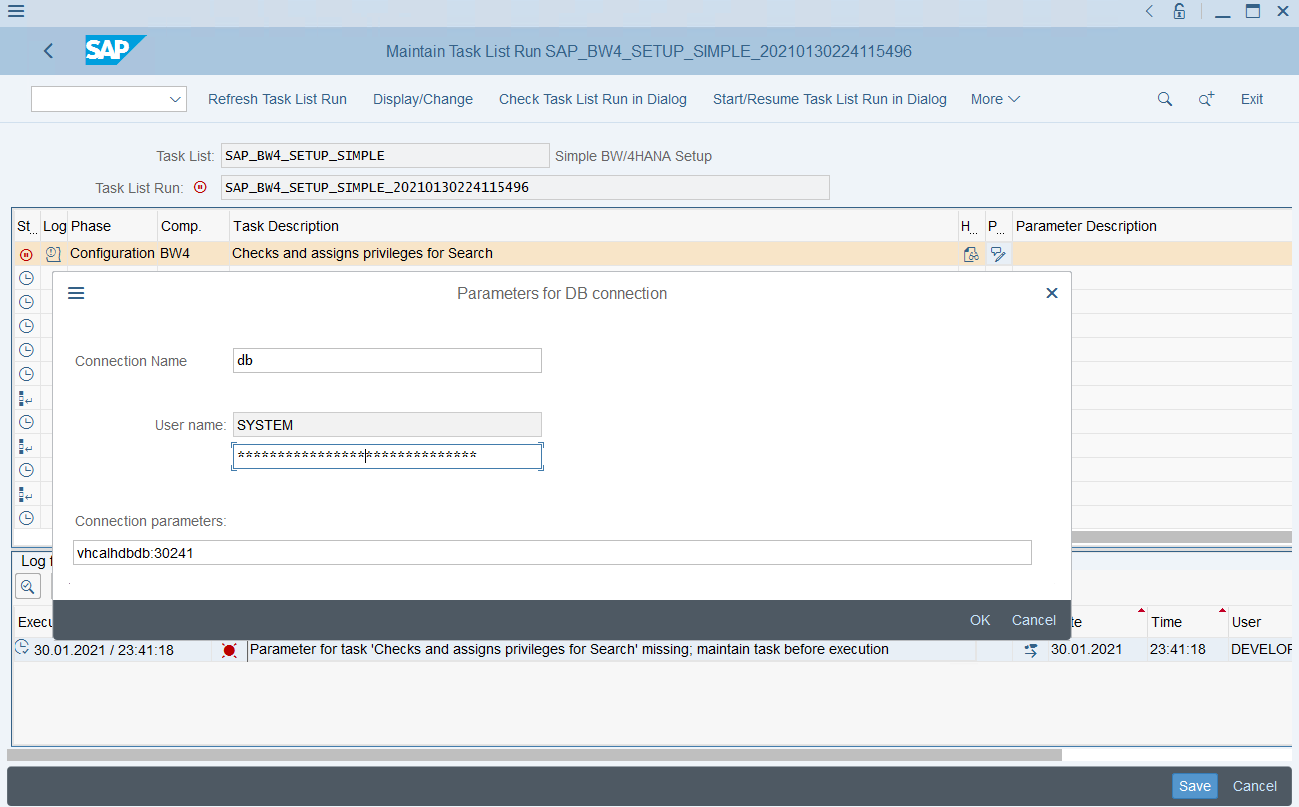 SAP
Maintain Task List Run SAP_BW4_SETUP_SIMPLE_20210130224115496
Refresh Task List Run Display/Change Check Task List Run in Dialog Start/Resume Task List Run in Dialog More Exit
Task List: SAP_BW4_SETUP_SIMPLE Simple BW/4HANA Setup
Task List Run: SAP_BW4_SETUP_SIMPLE_20210130224115496
St... Log Phase Comp. Task Description H... P... Parameter Description
Configuration BW4 Checks and assigns privileges for Search
Parameters for DB connection
Connection Name db
User name: SYSTEM
******************************
Connection parameters:
vhcalhdbdb:30241
OK Cancel
Log f
Execu te Time User
30.01.2021 / 23:41:18 Parameter for task 'Checks and assigns privileges for Search' missing; maintain task before execution 30.01.2021 23:41:18 DEVELOP
Save Cancel